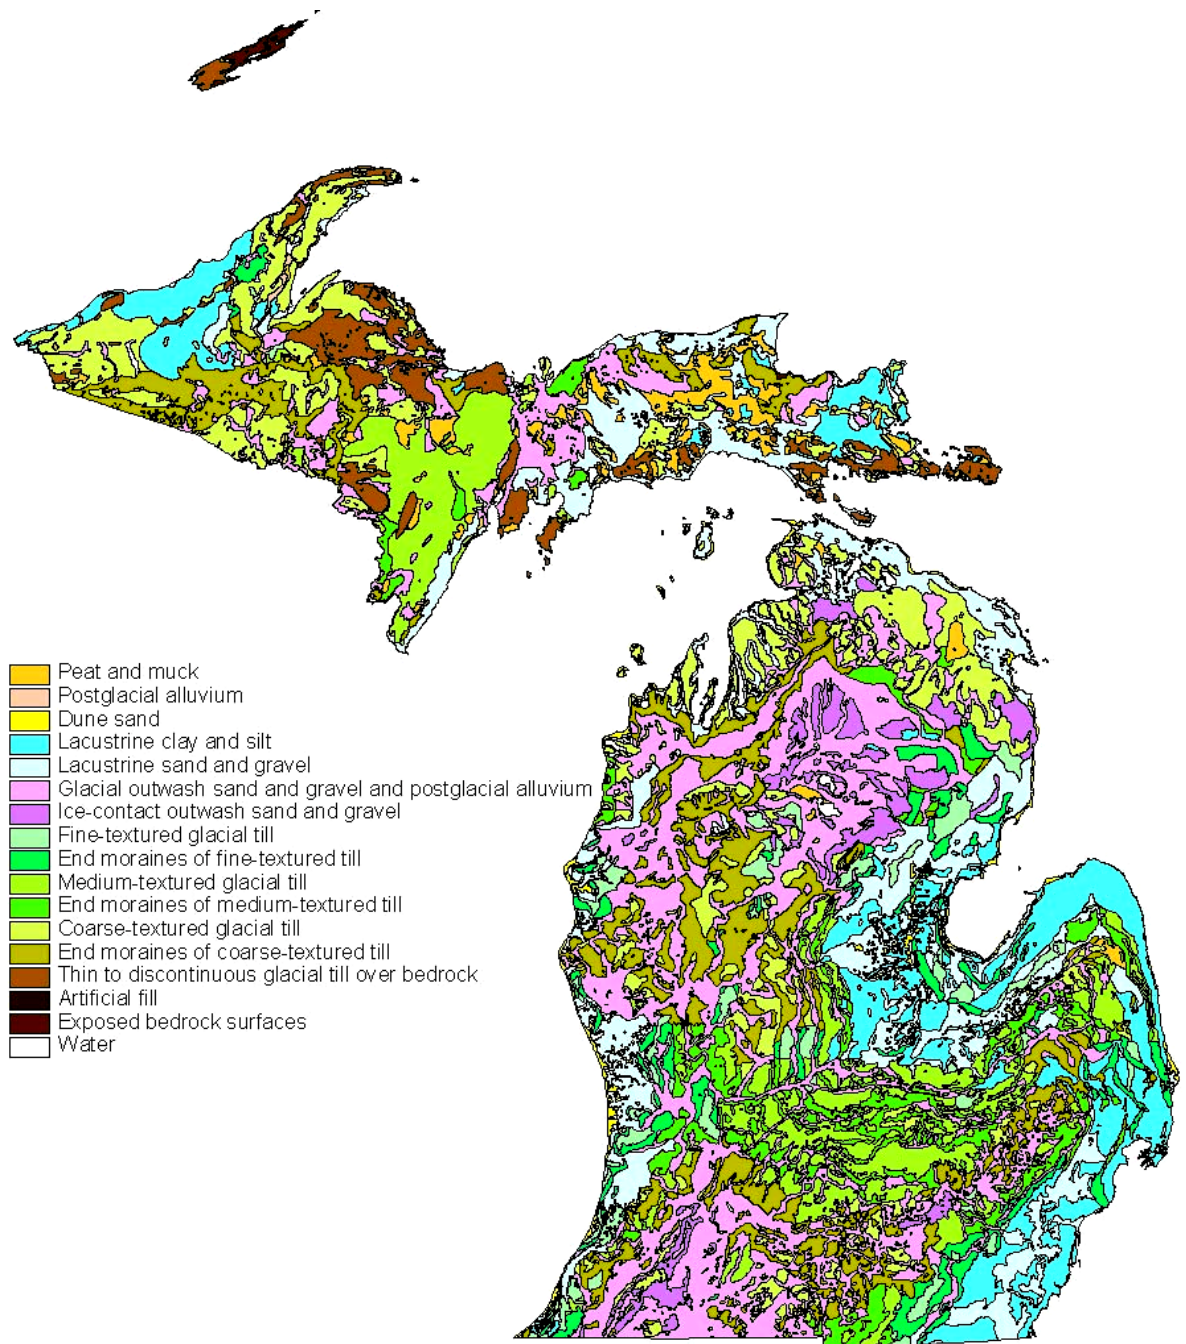 Peat and muck
Postglacial alluvium
Dune sand
Lacustrine clay and silt
Lacustrine sand and gravel
Glacial outwash sand and gravel and postglacial alluvium
Ice-contact outwash sand and gravel
Fine-textured glacial till
End moraines of fine-textured till
Medium-textured glacial till
End moraines of medium-textured till
Coarse-textured glacial till
End moraines of coarse-textured till
Thin to discontinuous glacial till over bedrock
Artificial fill
Exposed bedrock surfaces
Water